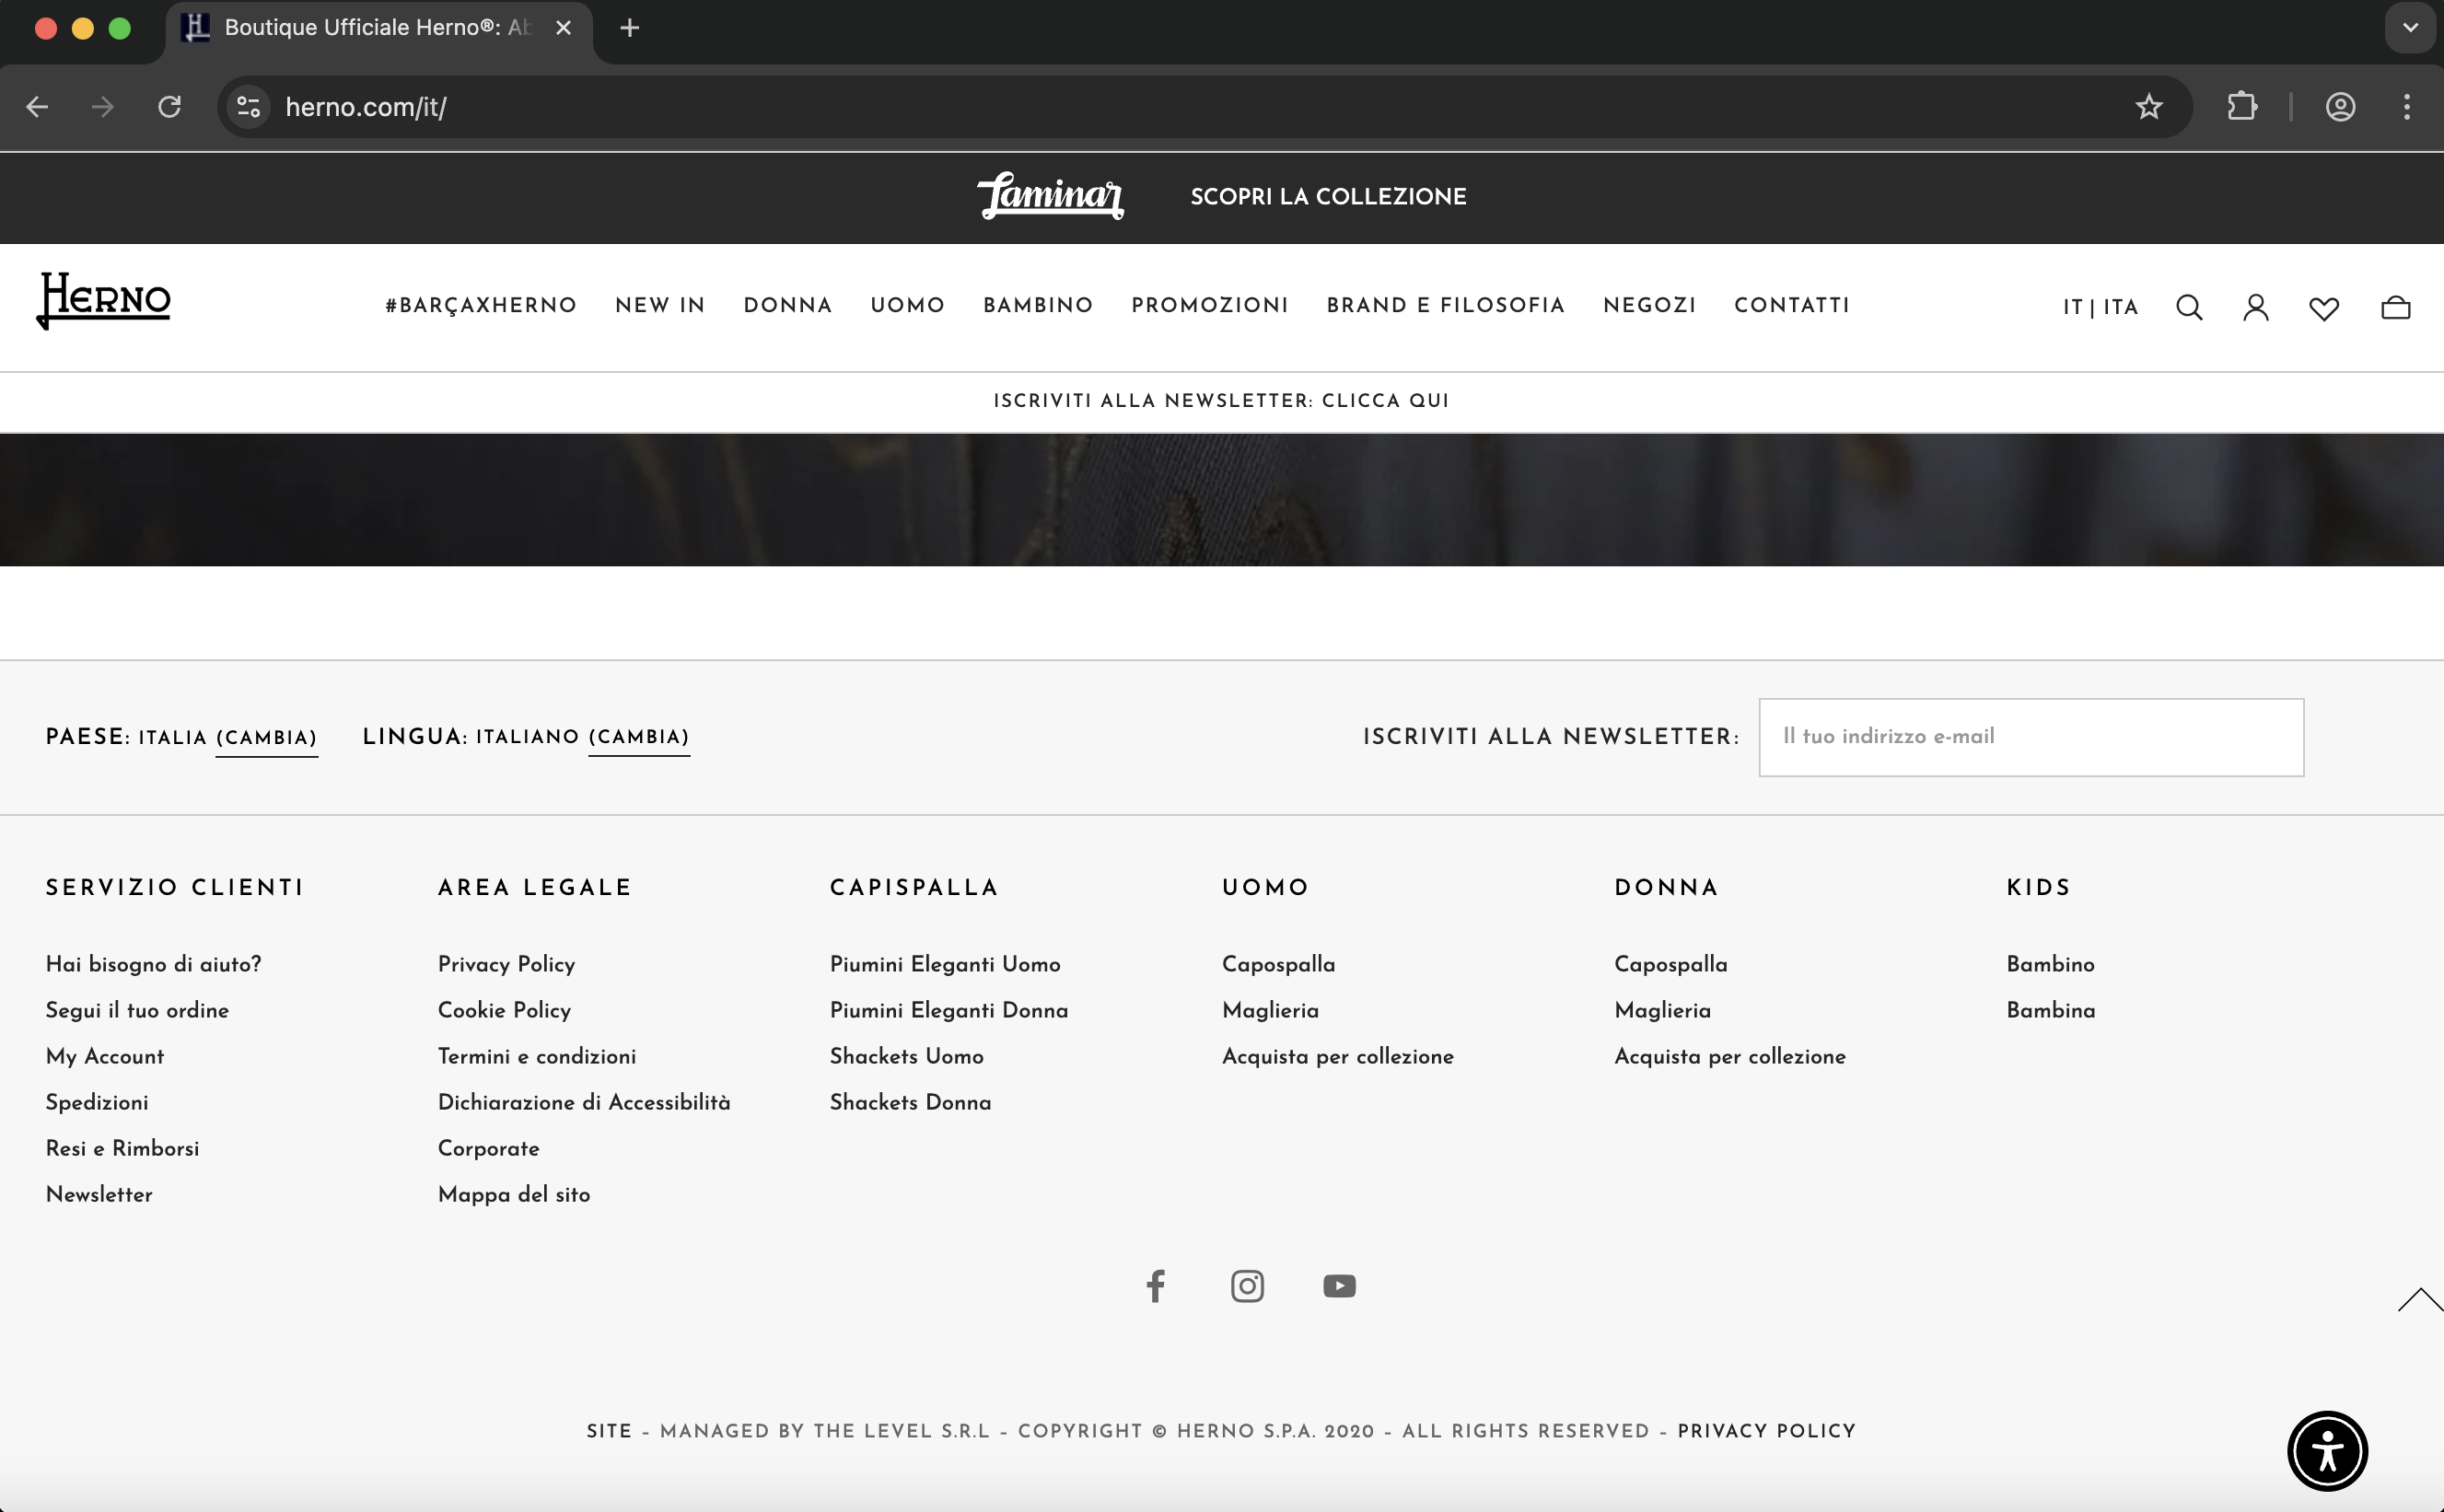 Boutique Ufficiale Herno®: Ab
herno.com/it/
Laminar SCOPRI LA COLLEZIONE
HERNO #BARÇAXHERNO NEW IN DONNA UOMO BAMBINO PROMOZIONI BRAND E FILOSOFIA NEGOZI CONTATTI IT | ITA
ISCRIVITI ALLA NEWSLETTER: CLICCA QUI
PAESE: ITALIA (CAMBIA) LINGUA: ITALIANO (CAMBIA) ISCRIVITI ALLA NEWSLETTER: Il tuo indirizzo e-mail
SERVIZIO CLIENTI
Hai bisogno di aiuto?
Segui il tuo ordine
My Account
Spedizioni
Resi e Rimborsi
Newsletter
AREA LEGALE
Privacy Policy
Cookie Policy
Termini e condizioni
Dichiarazione di Accessibilità
Corporate
Mappa del sito
CAPISPALLA
Piumini Eleganti Uomo
Piumini Eleganti Donna
Shackets Uomo
Shackets Donna
UOMO
Capospalla
Maglieria
Acquista per collezione
DONNA
Capospalla
Maglieria
Acquista per collezione
KIDS
Bambino
Bambina
SITE – MANAGED BY THE LEVEL S.R.L – COPYRIGHT © HERNO S.P.A. 2020 – ALL RIGHTS RESERVED – PRIVACY POLICY